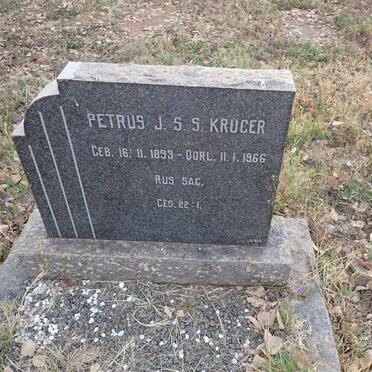 PETRUS J. S. S. KRUGER
GEB. 16. 11. 1893 - OORL. 11. 1. 1966
RUS SAG.
GES. 22:1.